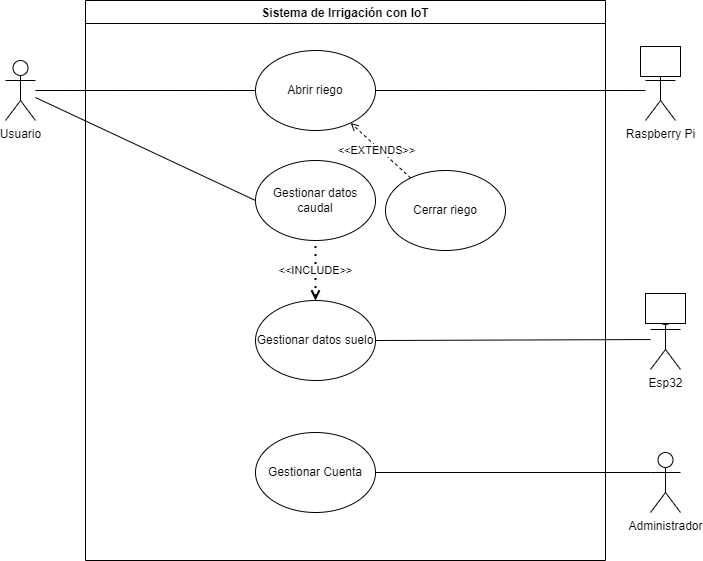 Sistema de Irrigación con IoT
Usuario
Abrir riego
Raspberry Pi
<<EXTENDS>>
Gestionar datos
caudal
Cerrar riego
<<INCLUDE>>
Gestionar datos suelo
Esp32
Gestionar Cuenta
Administrador